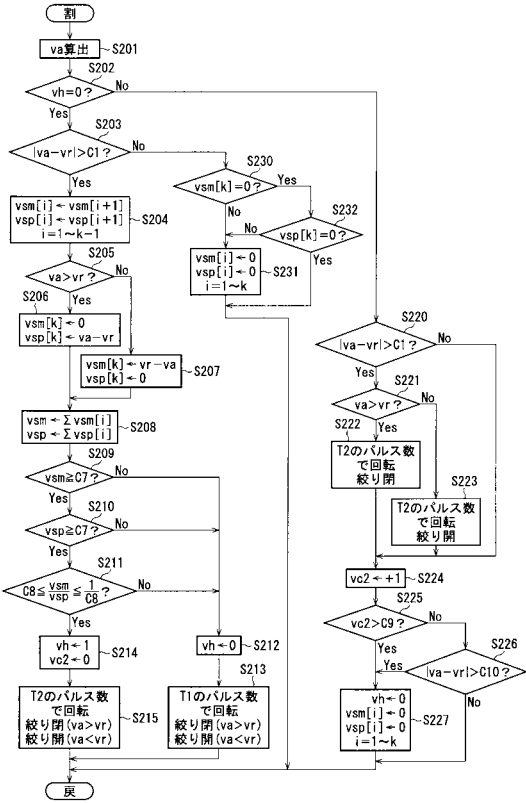 割
va算出
S201
S202
vh=0？
No
Yes
S203
|va−vr|>C1？
No
Yes
S230
vsm[k]=0？
Yes
No
S232
vsp[k]=0？
No
Yes
vsm[i]←vsm[i+1]
vsp[i]←vsp[i+1]
i=1～k−1
S204
vsm[i]←0
vsp[i]←0
i=1～k
S231
S205
va>vr？
No
Yes
S206
vsm[k]←0
vsp[k]←va−vr
vsm[k]←vr−va
vsp[k]←0
S207
vsm←Σvsm[i]
vsp←Σvsp[i]
S208
S209
vsm≧C7？
No
Yes
S210
vsp≧C7？
No
Yes
S211
C8≦vsm/vsp≦1/C8？
No
Yes
vh←1
vc2←0
S214
vh←0
S212
S213
T2のパルス数
で回転
絞り閉(va>vr)
絞り開(va<vr)
S215
T1のパルス数
で回転
絞り閉(va>vr)
絞り開(va<vr)
S220
|va−vr|>C1？
No
Yes
S221
va>vr？
No
Yes
S222
T2のパルス数
で回転
絞り閉
S223
T2のパルス数
で回転
絞り開
vc2←+1
S224
S225
vc2>C9？
No
Yes
S226
|va−vr|>C10？
Yes
No
vh←0
vsm[i]←0
vsp[i]←0
i=1～k
S227
戻